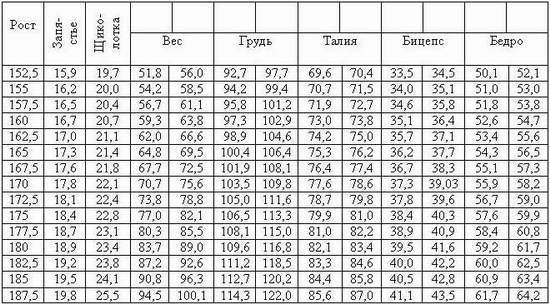 Рост Запя-стье Щико-лотка Вес Грудь Талия Бицепс Бедро
152,5 15,9 19,7 51,8 56,0 92,7 97,7 69,6 70,4 33,5 34,5 50,1 52,1
155 16,2 20,0 54,2 58,5 94,2 99,4 70,7 71,5 34,0 35,1 51,0 53,0
157,5 16,5 20,4 56,7 61,1 95,8 101,2 71,9 72,7 34,6 35,8 51,8 53,8
160 16,7 20,7 59,3 63,8 97,3 102,9 73,0 73,8 35,1 36,4 52,6 54,7
162,5 17,0 21,1 62,0 66,6 98,9 104,6 74,2 75,0 35,7 37,1 53,4 55,6
165 17,3 21,4 64,8 69,5 100,4 106,4 75,3 76,2 36,2 37,7 54,3 56,5
167,5 17,6 21,8 67,7 72,5 101,9 108,1 76,4 77,4 36,7 38,3 55,1 57,3
170 17,8 22,1 70,7 75,6 103,5 109,8 77,6 78,6 37,3 39,03 55,9 58,2
172,5 18,1 22,4 73,8 78,8 105,0 111,6 78,7 79,8 37,8 39,6 56,7 59,0
175 18,4 22,8 77,0 82,1 106,5 113,3 79,9 81,0 38,4 40,3 57,6 59,9
177,5 18,7 23,1 80,3 85,5 108,1 115,0 81,0 82,2 38,9 40,9 58,4 60,8
180 18,9 23,4 83,7 89,0 109,6 116,8 82,1 83,4 39,5 41,6 59,2 61,7
182,5 19,2 23,8 87,2 92,6 111,2 118,5 83,3 84,6 40,0 42,2 60,0 62,5
185 19,5 24,1 90,8 96,3 112,7 120,2 84,4 85,8 40,5 42,8 60,9 63,4
187,5 19,8 25,5 94,5 100,1 114,3 122,0 85,6 87,0 41,1 43,5 61,7 64,2